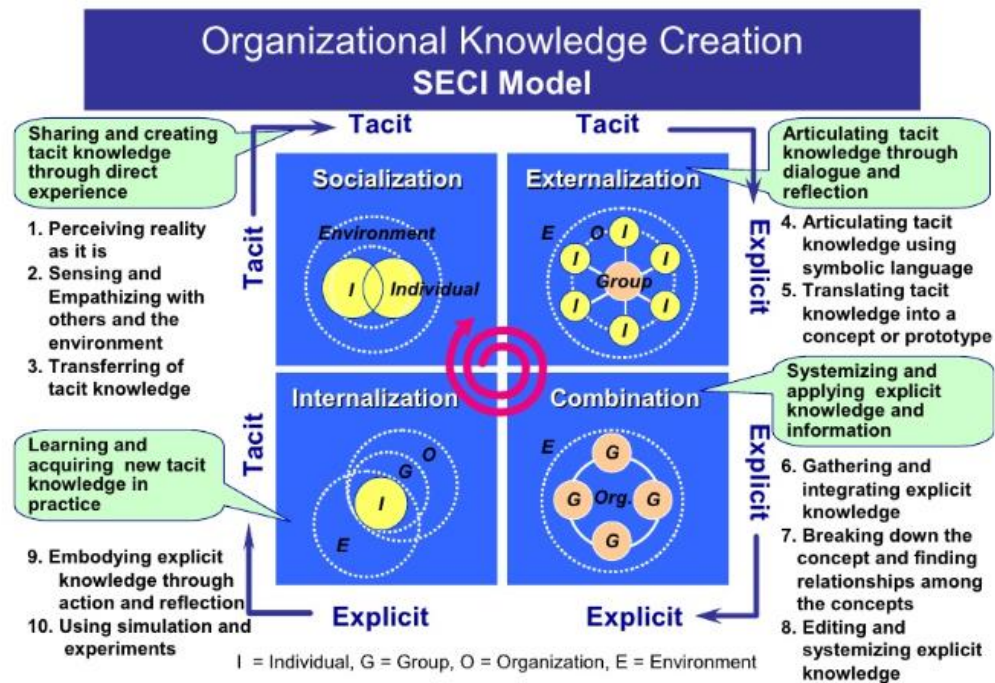 Organizational Knowledge Creation
SECI Model
Sharing and creating
tacit knowledge
through direct
experience
Tacit
Tacit
Articulating tacit
knowledge through
dialogue and
reflection
1. Perceiving reality
as it is
2. Sensing and
Empathizing with
others and the
environment
3. Transferring of
tacit knowledge
Tacit
Socialization
Environment
I
Individual
Externalization
E
O
I
I
I
Group
I
I
I
Explicit
4. Articulating tacit
knowledge using
symbolic language
5. Translating tacit
knowledge into a
concept or prototype
Learning and
acquiring new tacit
knowledge in
practice
Tacit
Internalization
O
G
I
E
Combination
E
G
G
Org.
G
G
Explicit
Systemizing and
applying explicit
knowledge and
information
6. Gathering and
integrating explicit
knowledge
7. Breaking down the
concept and finding
relationships among
the concepts
8. Editing and
systemizing explicit
knowledge
9. Embodying explicit
knowledge through
action and reflection
10. Using simulation and
experiments
Explicit
Explicit
I = Individual, G = Group, O = Organization, E = Environment